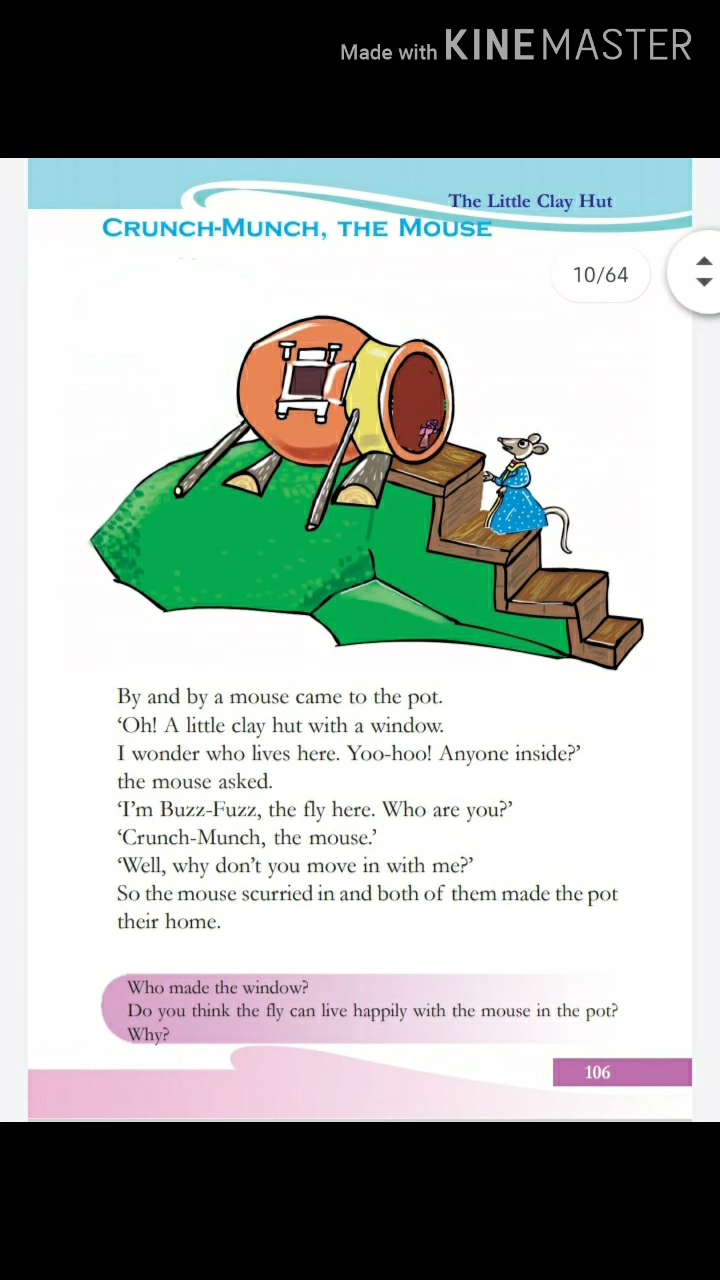 Made with KINEMASTER
The Little Clay Hut
CRUNCH-MUNCH, THE MOUSE
10/64
By and by a mouse came to the pot.
‘Oh! A little clay hut with a window.
I wonder who lives here. Yoo-hoo! Anyone inside?’
the mouse asked.
‘I’m Buzz-Fuzz, the fly here. Who are you?’
‘Crunch-Munch, the mouse.’
‘Well, why don’t you move in with me?’
So the mouse scurried in and both of them made the pot
their home.
Who made the window?
Do you think the fly can live happily with the mouse in the pot?
Why?
106